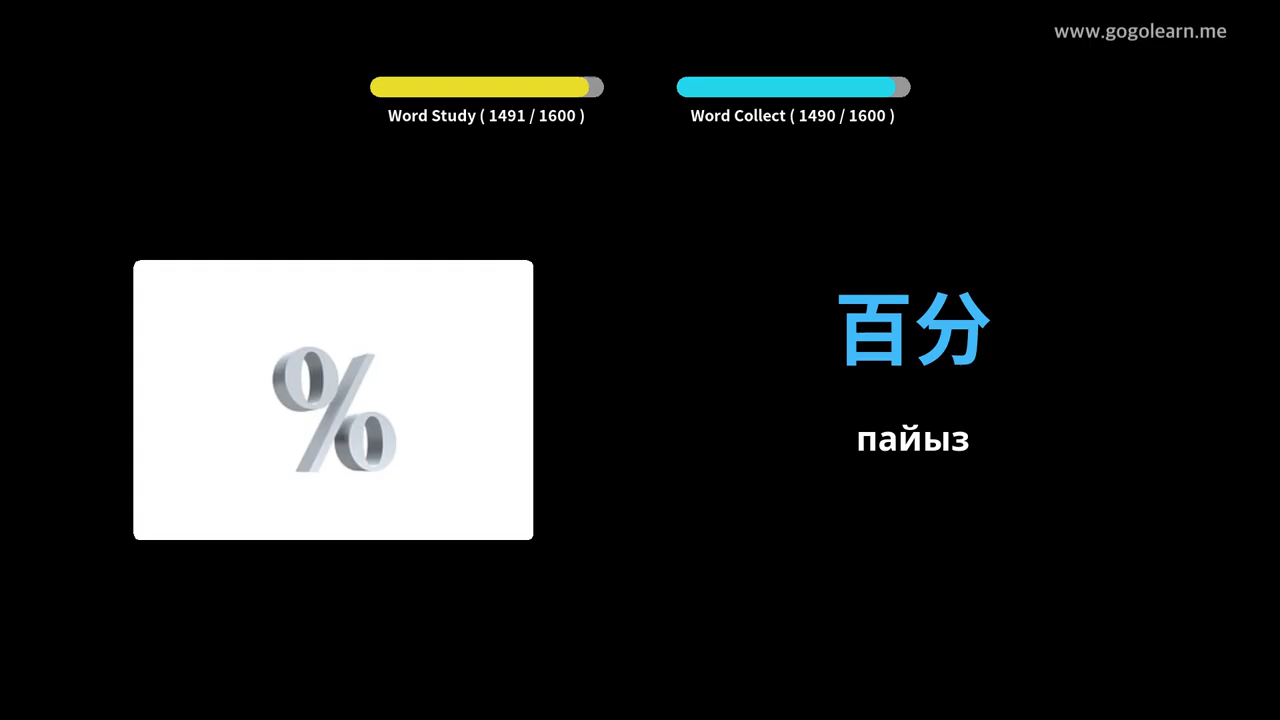 www.gogolearn.me
Word Study ( 1491 / 1600 )
Word Collect ( 1490 / 1600 )
%
百分
пайыз